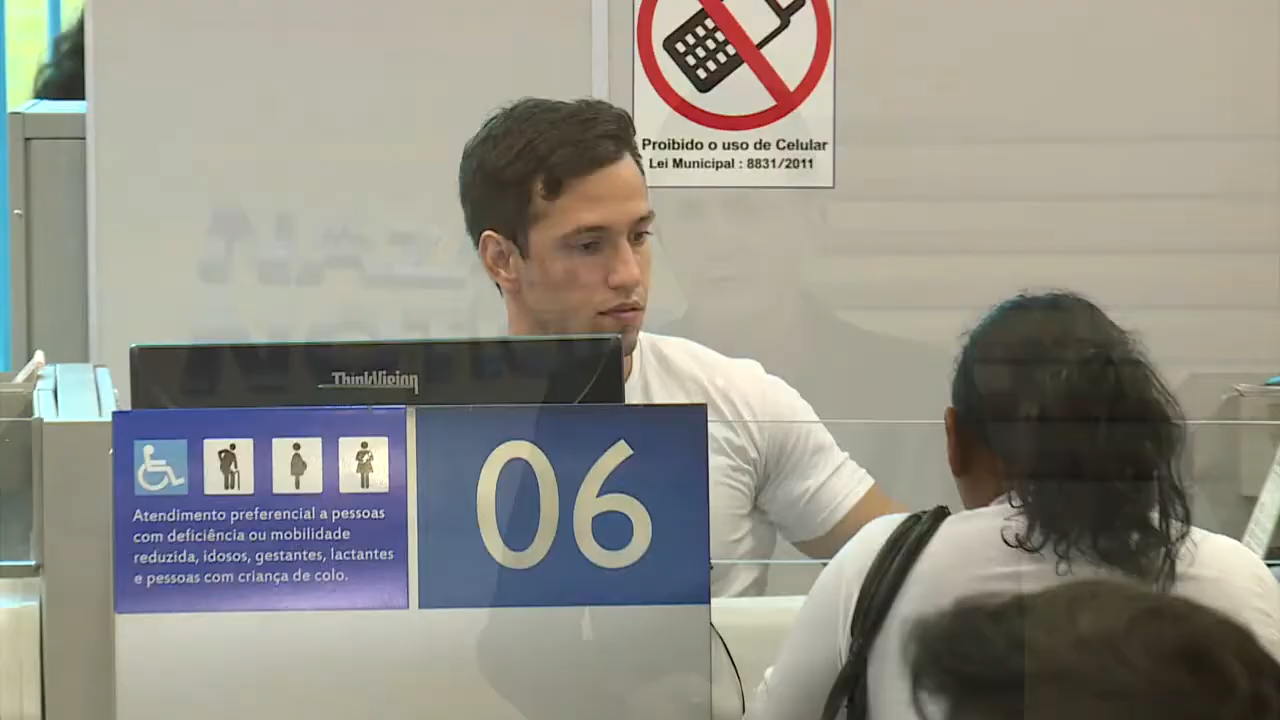 Proibido o uso de Celular
Lei Municipal : 8831/2011
ThinkVision
06
Atendimento preferencial a pessoas
com deficiência ou mobilidade
reduzida, idosos, gestantes, lactantes
e pessoas com criança de colo.